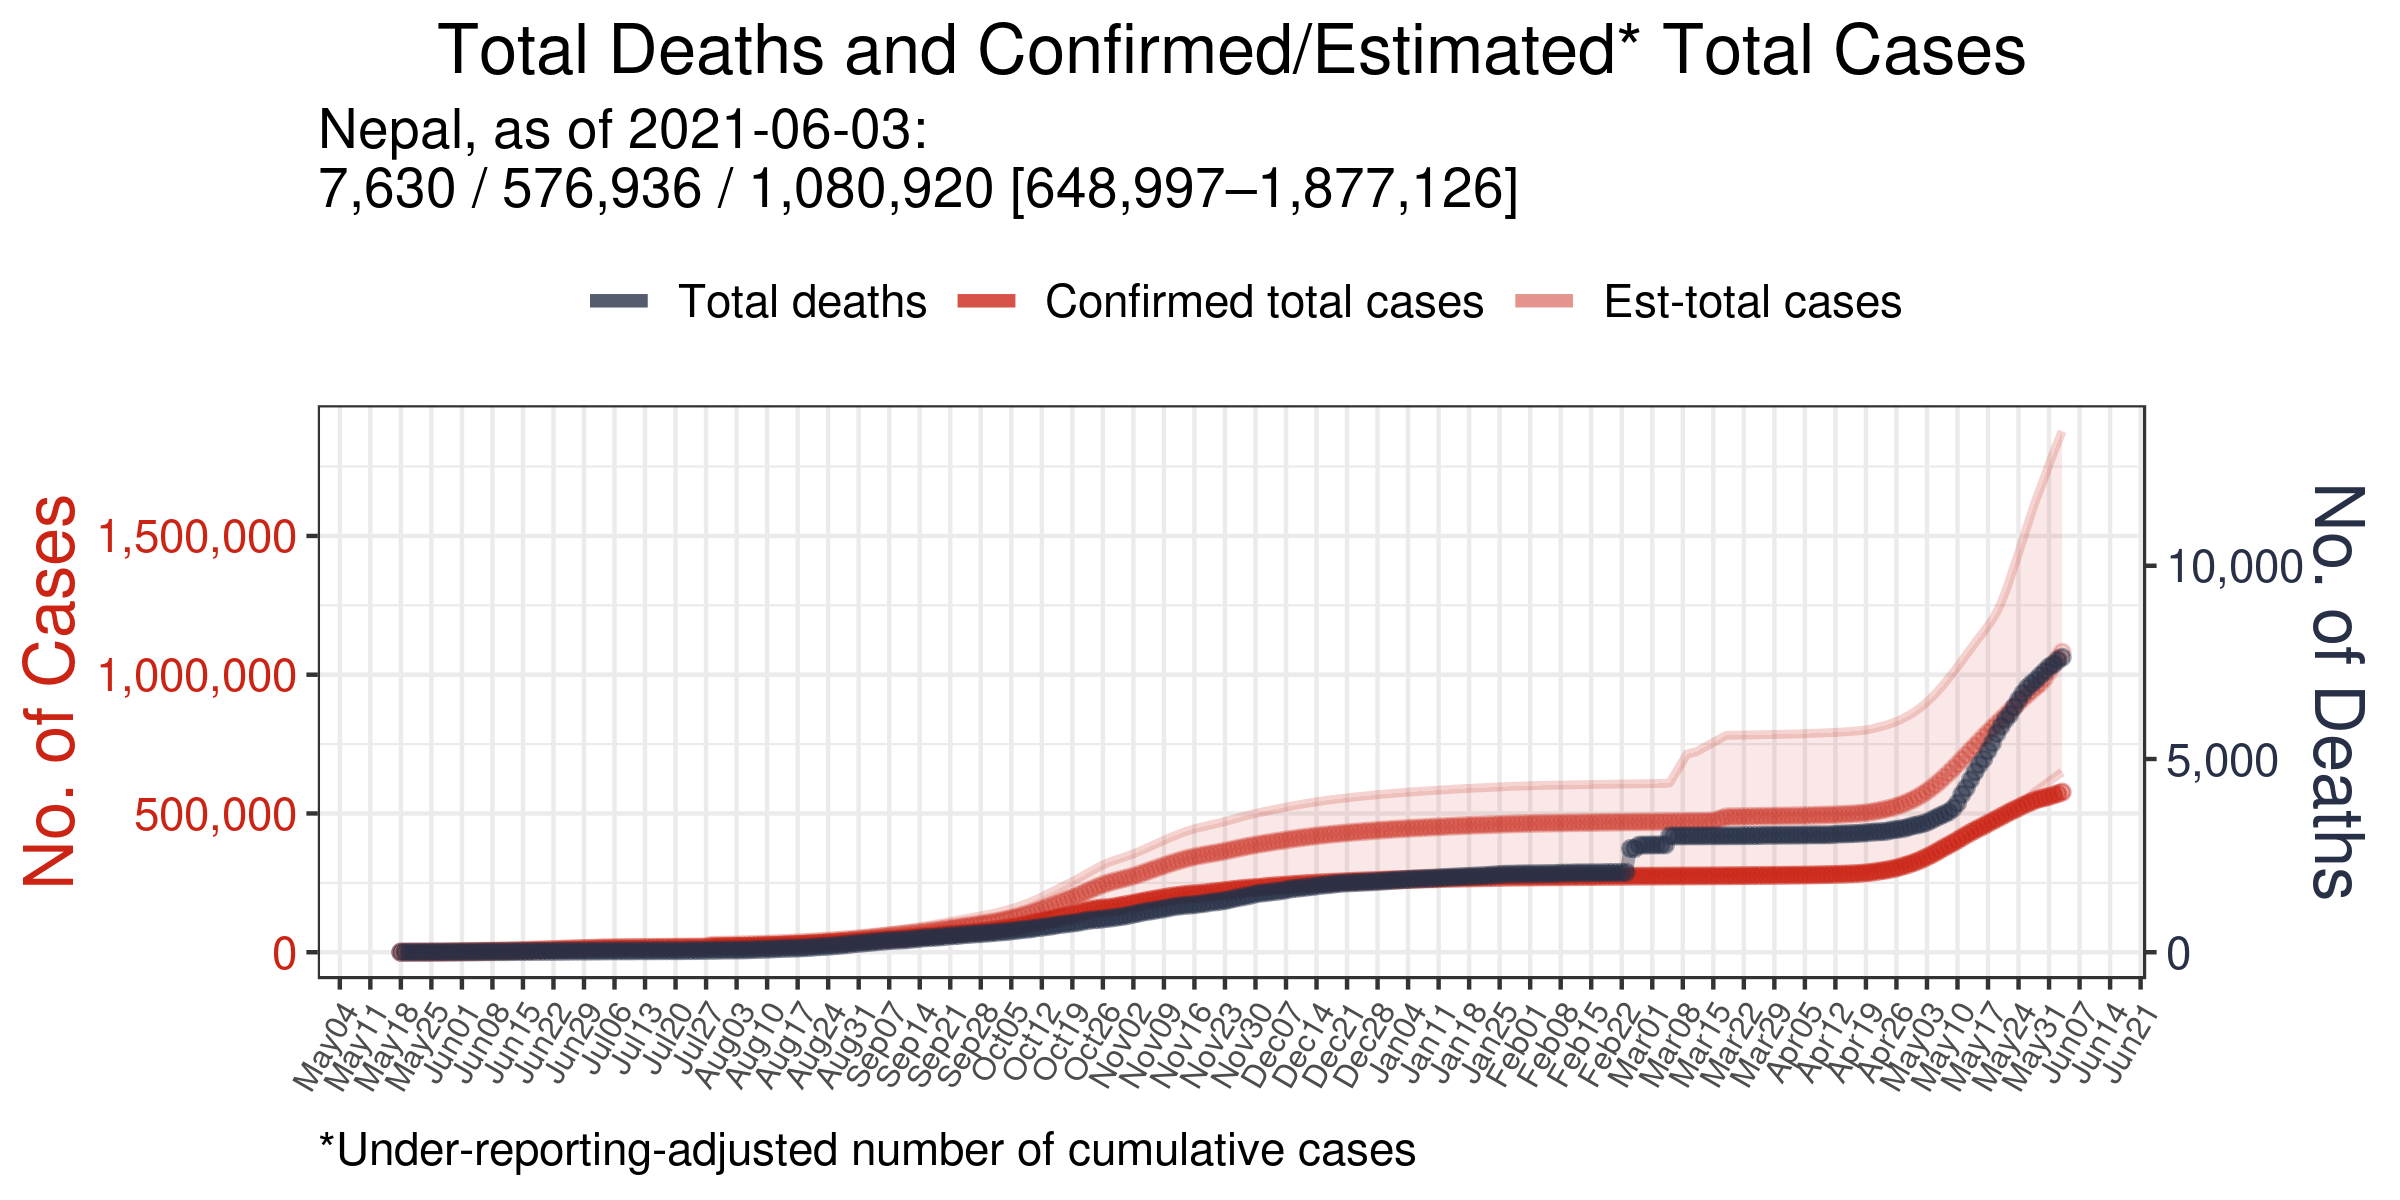 Total Deaths and Confirmed/Estimated* Total Cases
Nepal, as of 2021-06-03:
7,630 / 576,936 / 1,080,920 [648,997–1,877,126]
Total deaths Confirmed total cases Est-total cases
No. of Cases
1,500,000
1,000,000
500,000
0
10,000
5,000
0
No. of Deaths
May04 May11 May18 May25 Jun01 Jun08 Jun15 Jun22 Jun29 Jul06 Jul13 Jul20 Jul27 Aug03 Aug10 Aug17 Aug24 Aug31 Sep07 Sep14 Sep21 Sep28 Oct05 Oct12 Oct19 Oct26 Nov02 Nov09 Nov16 Nov23 Nov30 Dec07 Dec14 Dec21 Dec28 Jan04 Jan11 Jan18 Jan25 Feb01 Feb08 Feb15 Feb22 Mar01 Mar08 Mar15 Mar22 Mar29 Apr05 Apr12 Apr19 Apr26 May03 May10 May17 May24 May31 Jun07 Jun14 Jun21
*Under-reporting-adjusted number of cumulative cases